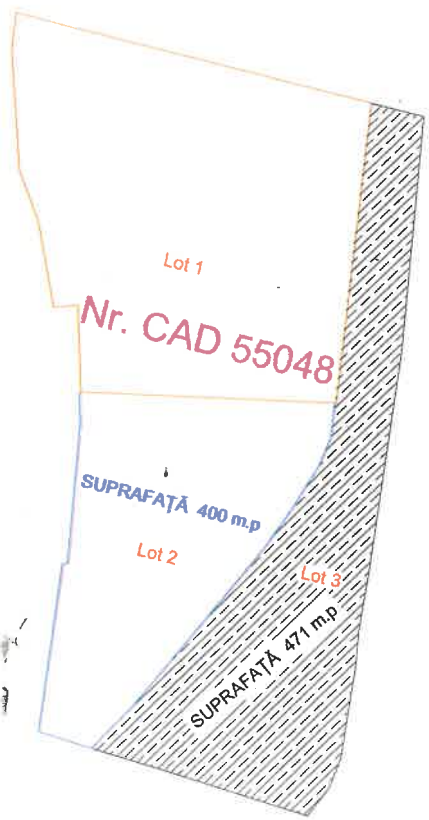 Lot 1
Nr. CAD 55048
SUPRAFAȚĂ 400 m.p
Lot 2
Lot 3
SUPRAFAȚĂ 471 m.p